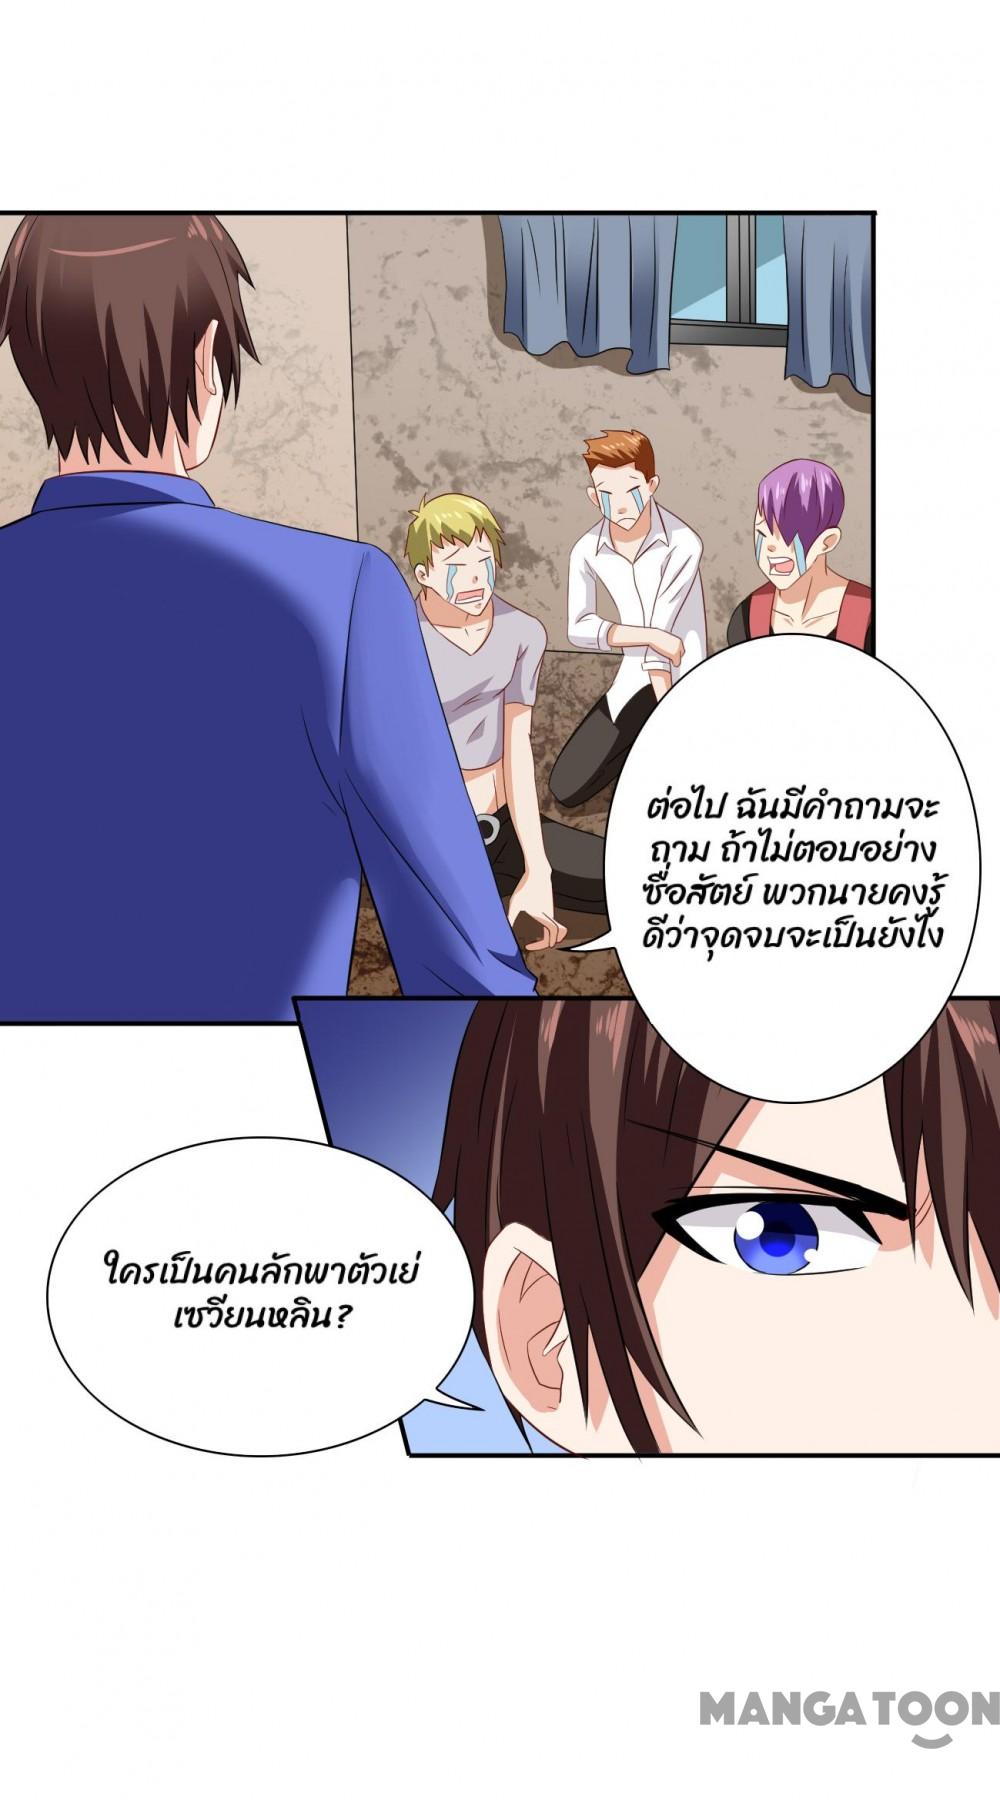 ต่อไป ฉันมีคำถามจะ
ถาม ถ้าไม่ตอบอย่าง
ซื่อสัตย์ พวกนายคงรู้
ดีว่าจุดจบจะเป็นยังไง
ใครเป็นคนลักพาตัวเย่
เซวียนหลิน?
MANGATOON